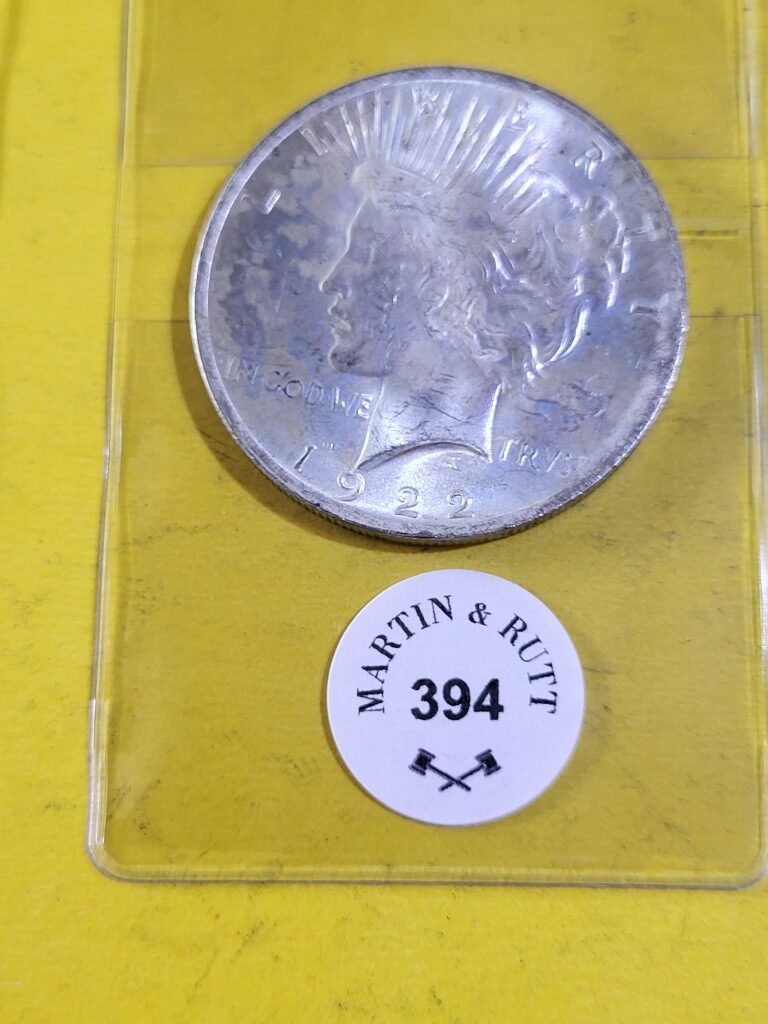 LIBERTY
IN GOD WE
TRVST
1922
MARTIN & RUTT
394